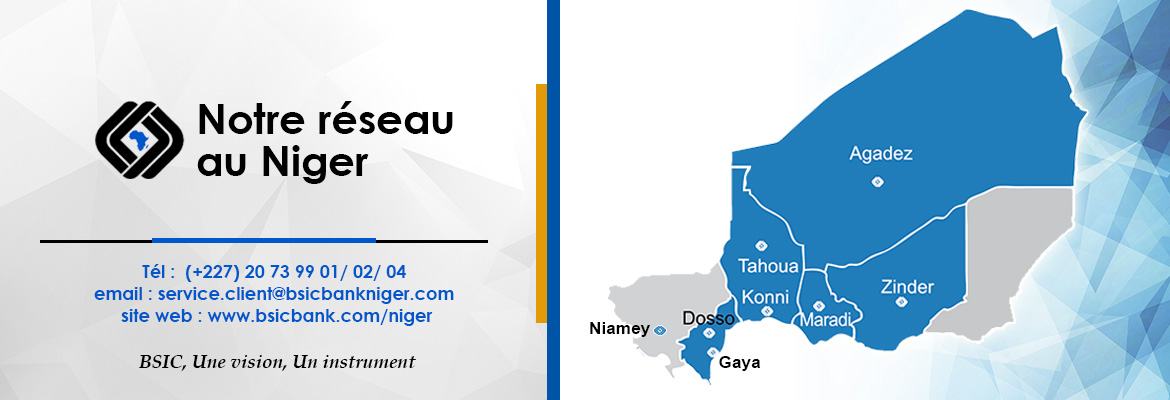 Notre réseau
au Niger
Tél :  (+227) 20 73 99 01/ 02/ 04
email : service.client@bsicbankniger.com
site web : www.bsicbank.com/niger
BSIC, Une vision, Un instrument
Agadez
Tahoua
Zinder
Konni
Maradi
Dosso
Niamey
Gaya